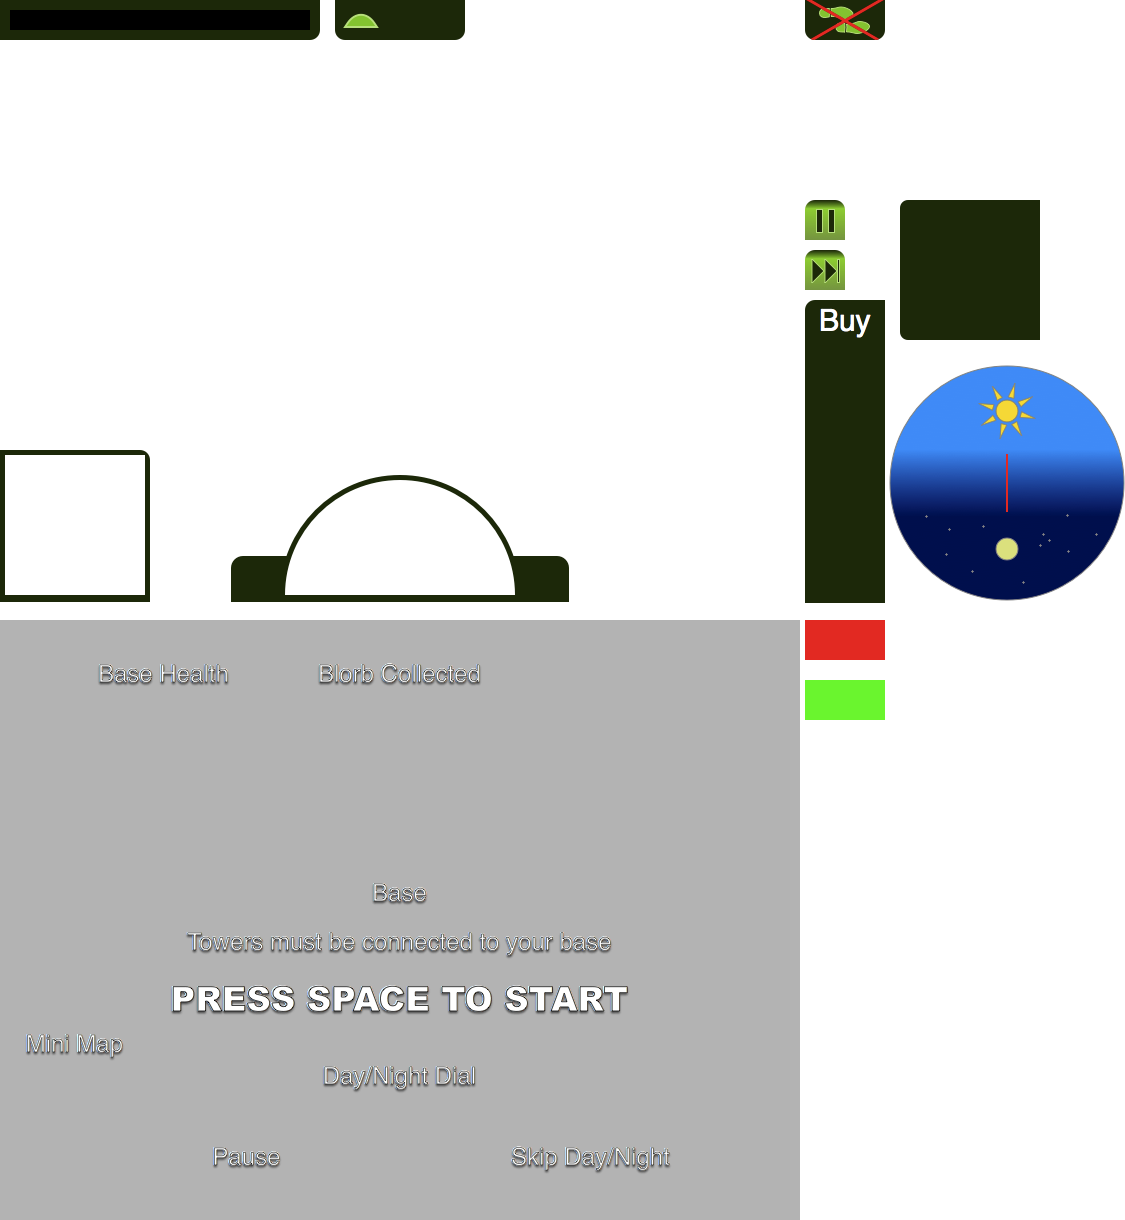 Buy
Base Health
Blorb Collected
Base
Towers must be connected to your base
PRESS SPACE TO START
Mini Map
Day/Night Dial
Pause
Skip Day/Night